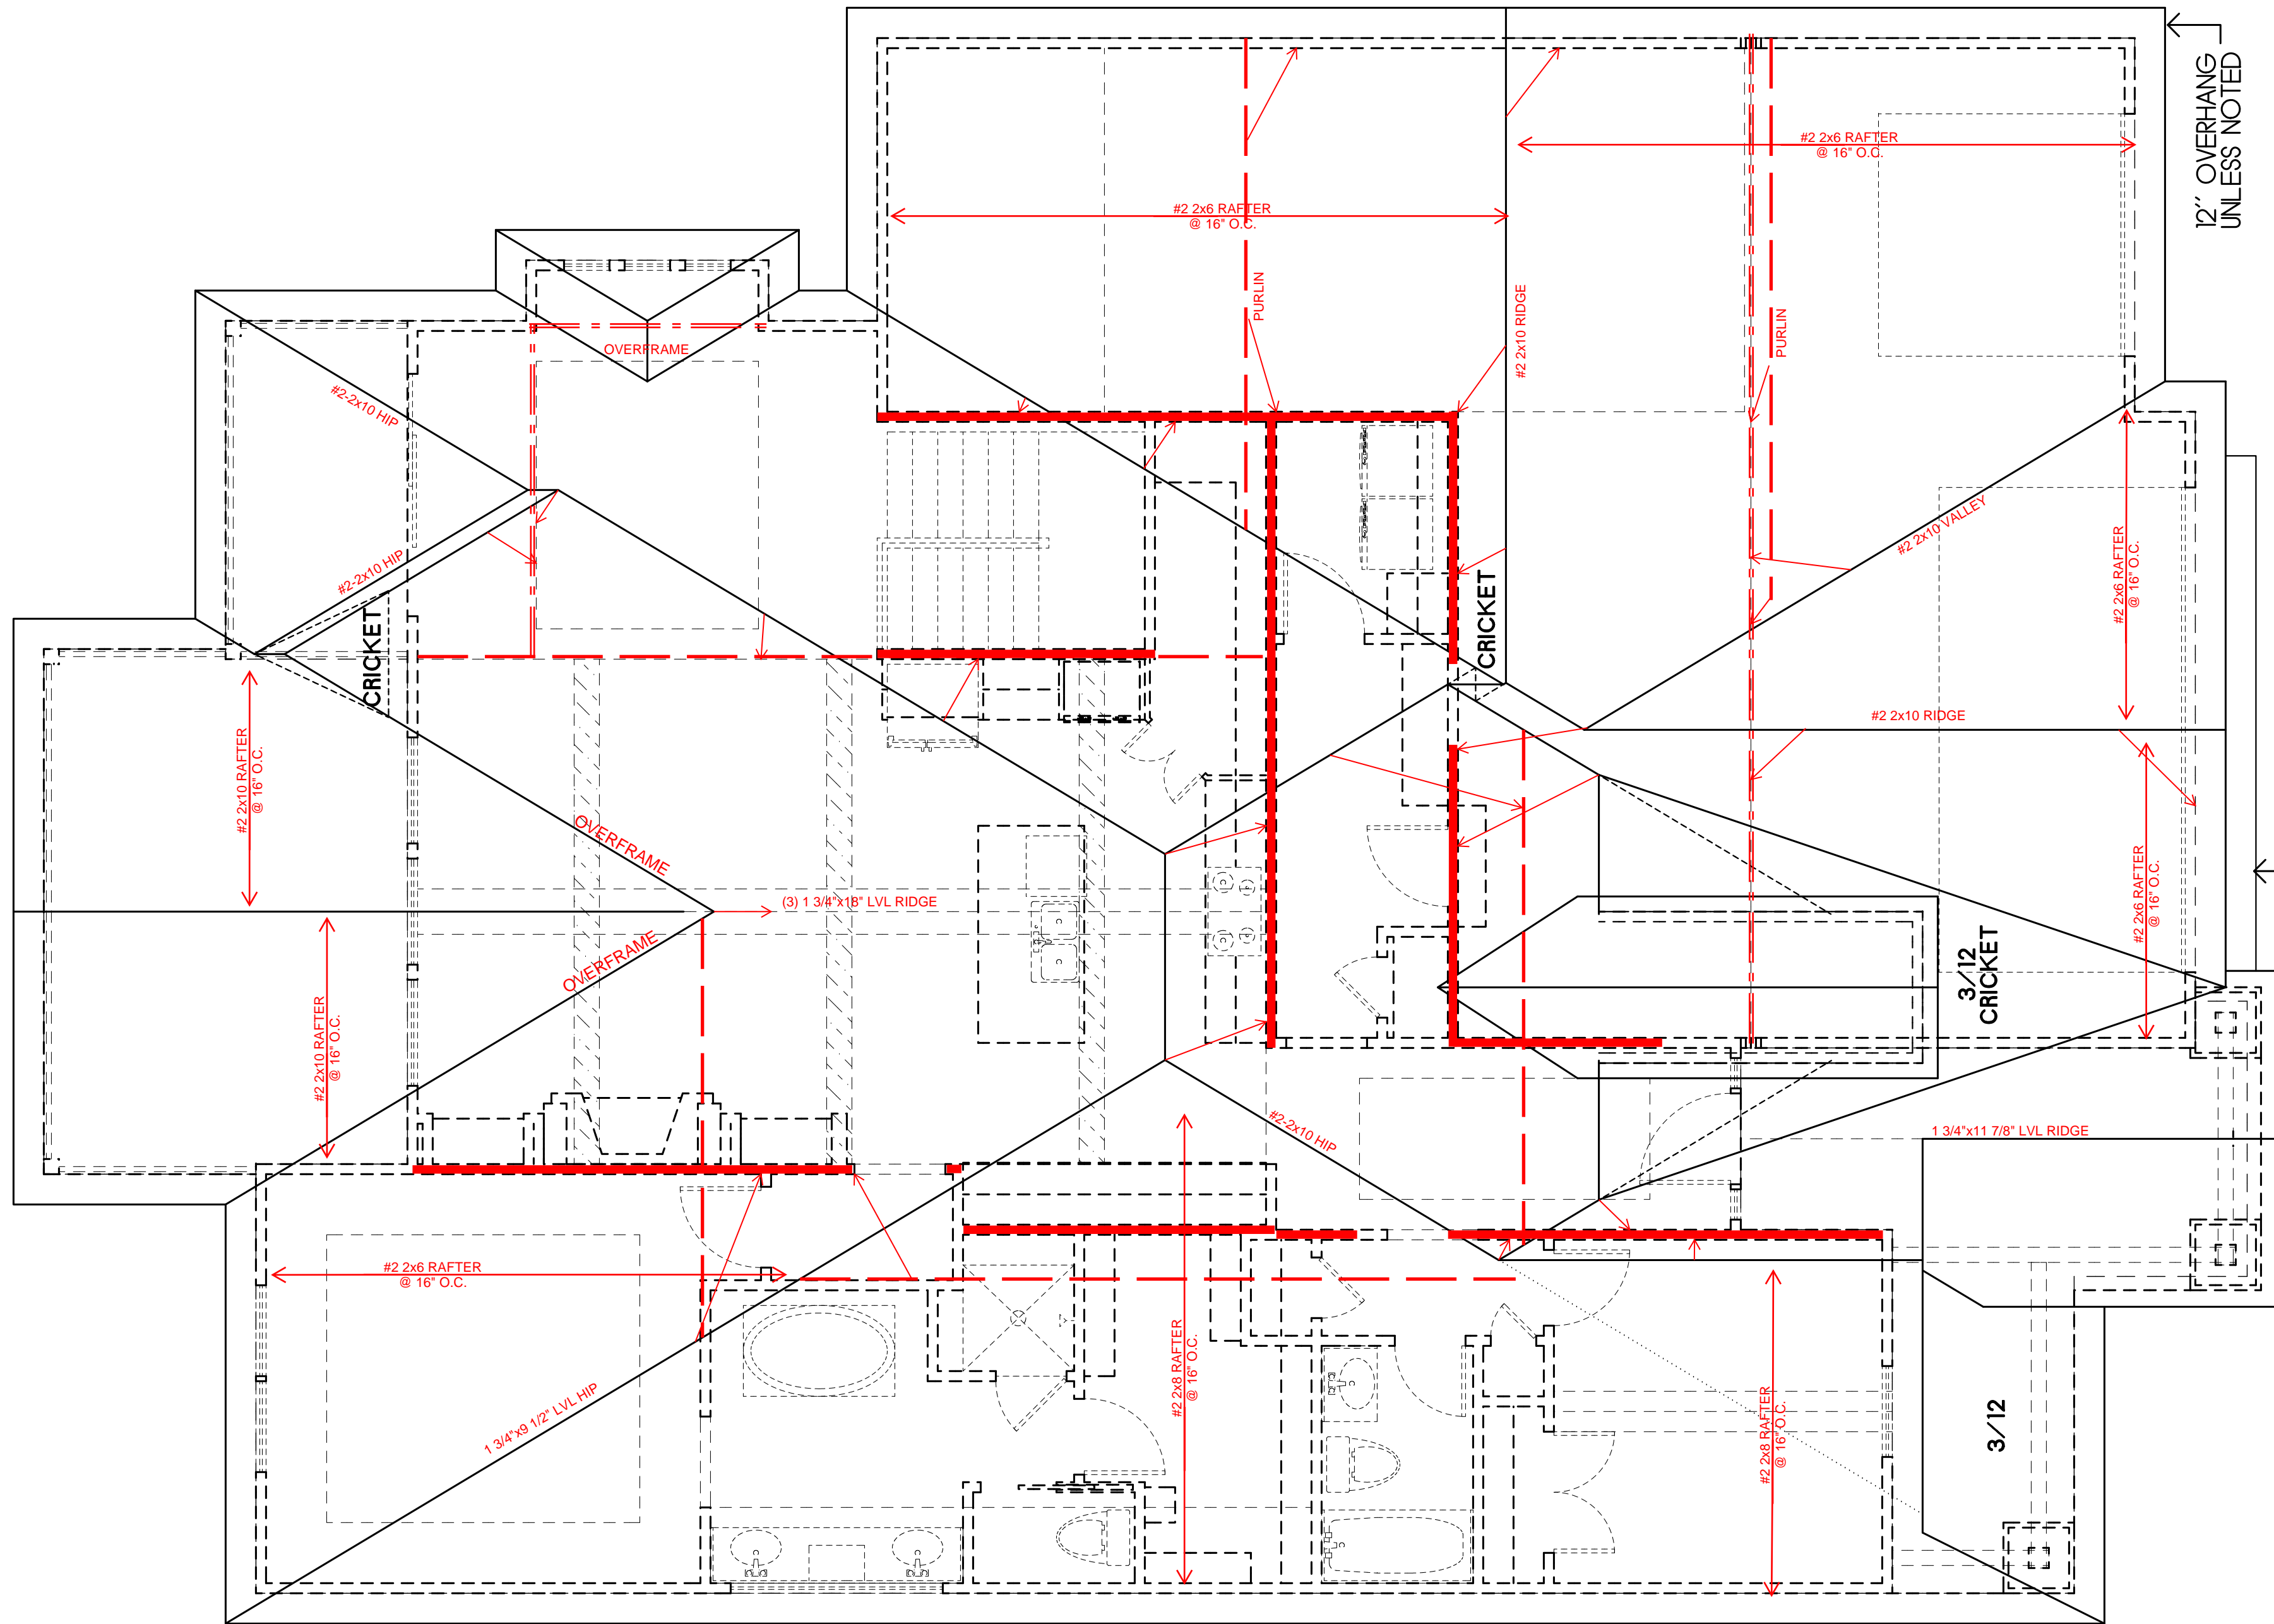 12" OVERHANG
UNLESS NOTED
#2 2x6 RAFTER
@ 16" O.C.
#2 2x6 RAFTER
@ 16" O.C.
PURLIN
#2 2x10 RIDGE
PURLIN
OVERFRAME
#2-2x10 HIP
#2-2x10 HIP
CRICKET
CRICKET
#2 2x10 VALLEY
#2 2x6 RAFTER
@ 16" O.C.
#2 2x10 RIDGE
#2 2x10 RAFTER
@ 16" O.C.
OVERFRAME
(3) 1 3/4"x18" LVL RIDGE
OVERFRAME
#2 2x6 RAFTER
@ 16" O.C.
3/12
CRICKET
#2 2x10 RAFTER
@ 16" O.C.
#2-2x10 HIP
1 3/4"x11 7/8" LVL RIDGE
#2 2x6 RAFTER
@ 16" O.C.
#2 2x8 RAFTER
@ 16" O.C.
1 3/4"x9 1/2" LVL HIP
#2 2x8 RAFTER
@ 16" O.C.
3/12